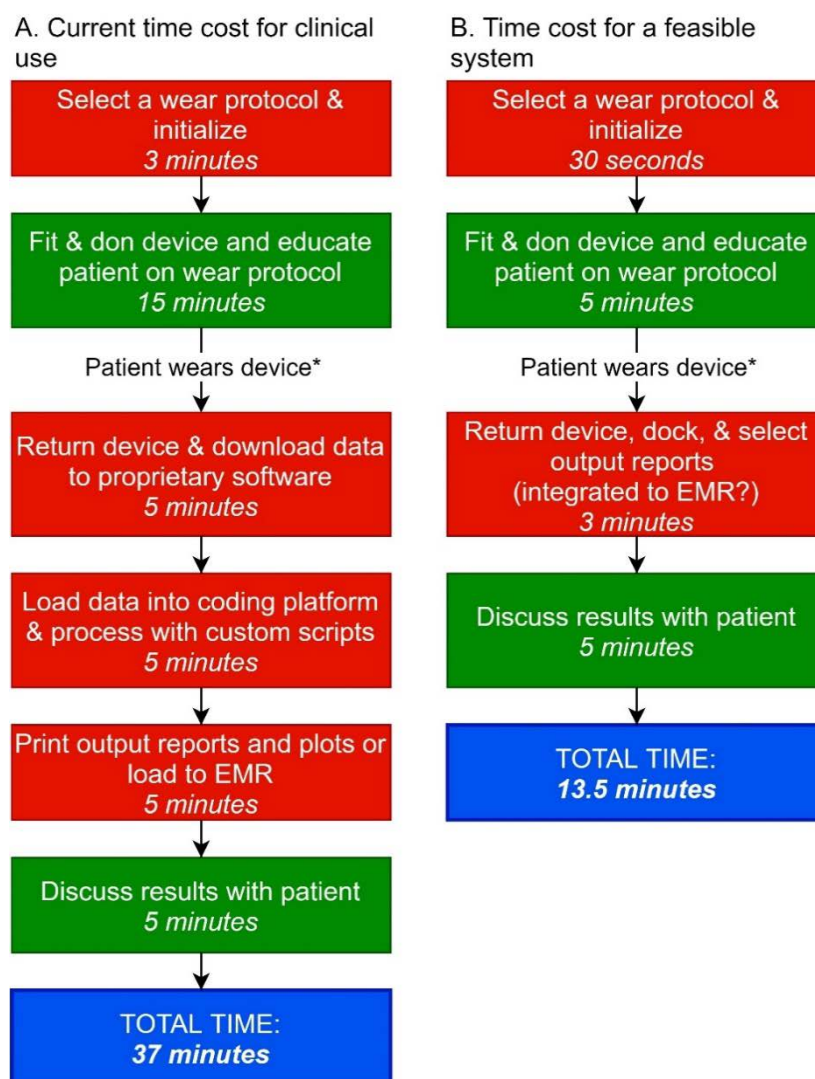 A. Current time cost for clinical
use
Select a wear protocol &
initialize
3 minutes
Fit & don device and educate
patient on wear protocol
15 minutes
Patient wears device*
Return device & download data
to proprietary software
5 minutes
Load data into coding platform
& process with custom scripts
5 minutes
Print output reports and plots or
load to EMR
5 minutes
Discuss results with patient
5 minutes
TOTAL TIME:
37 minutes
B. Time cost for a feasible
system
Select a wear protocol &
initialize
30 seconds
Fit & don device and educate
patient on wear protocol
5 minutes
Patient wears device*
Return device, dock, & select
output reports
(integrated to EMR?)
3 minutes
Discuss results with patient
5 minutes
TOTAL TIME:
13.5 minutes